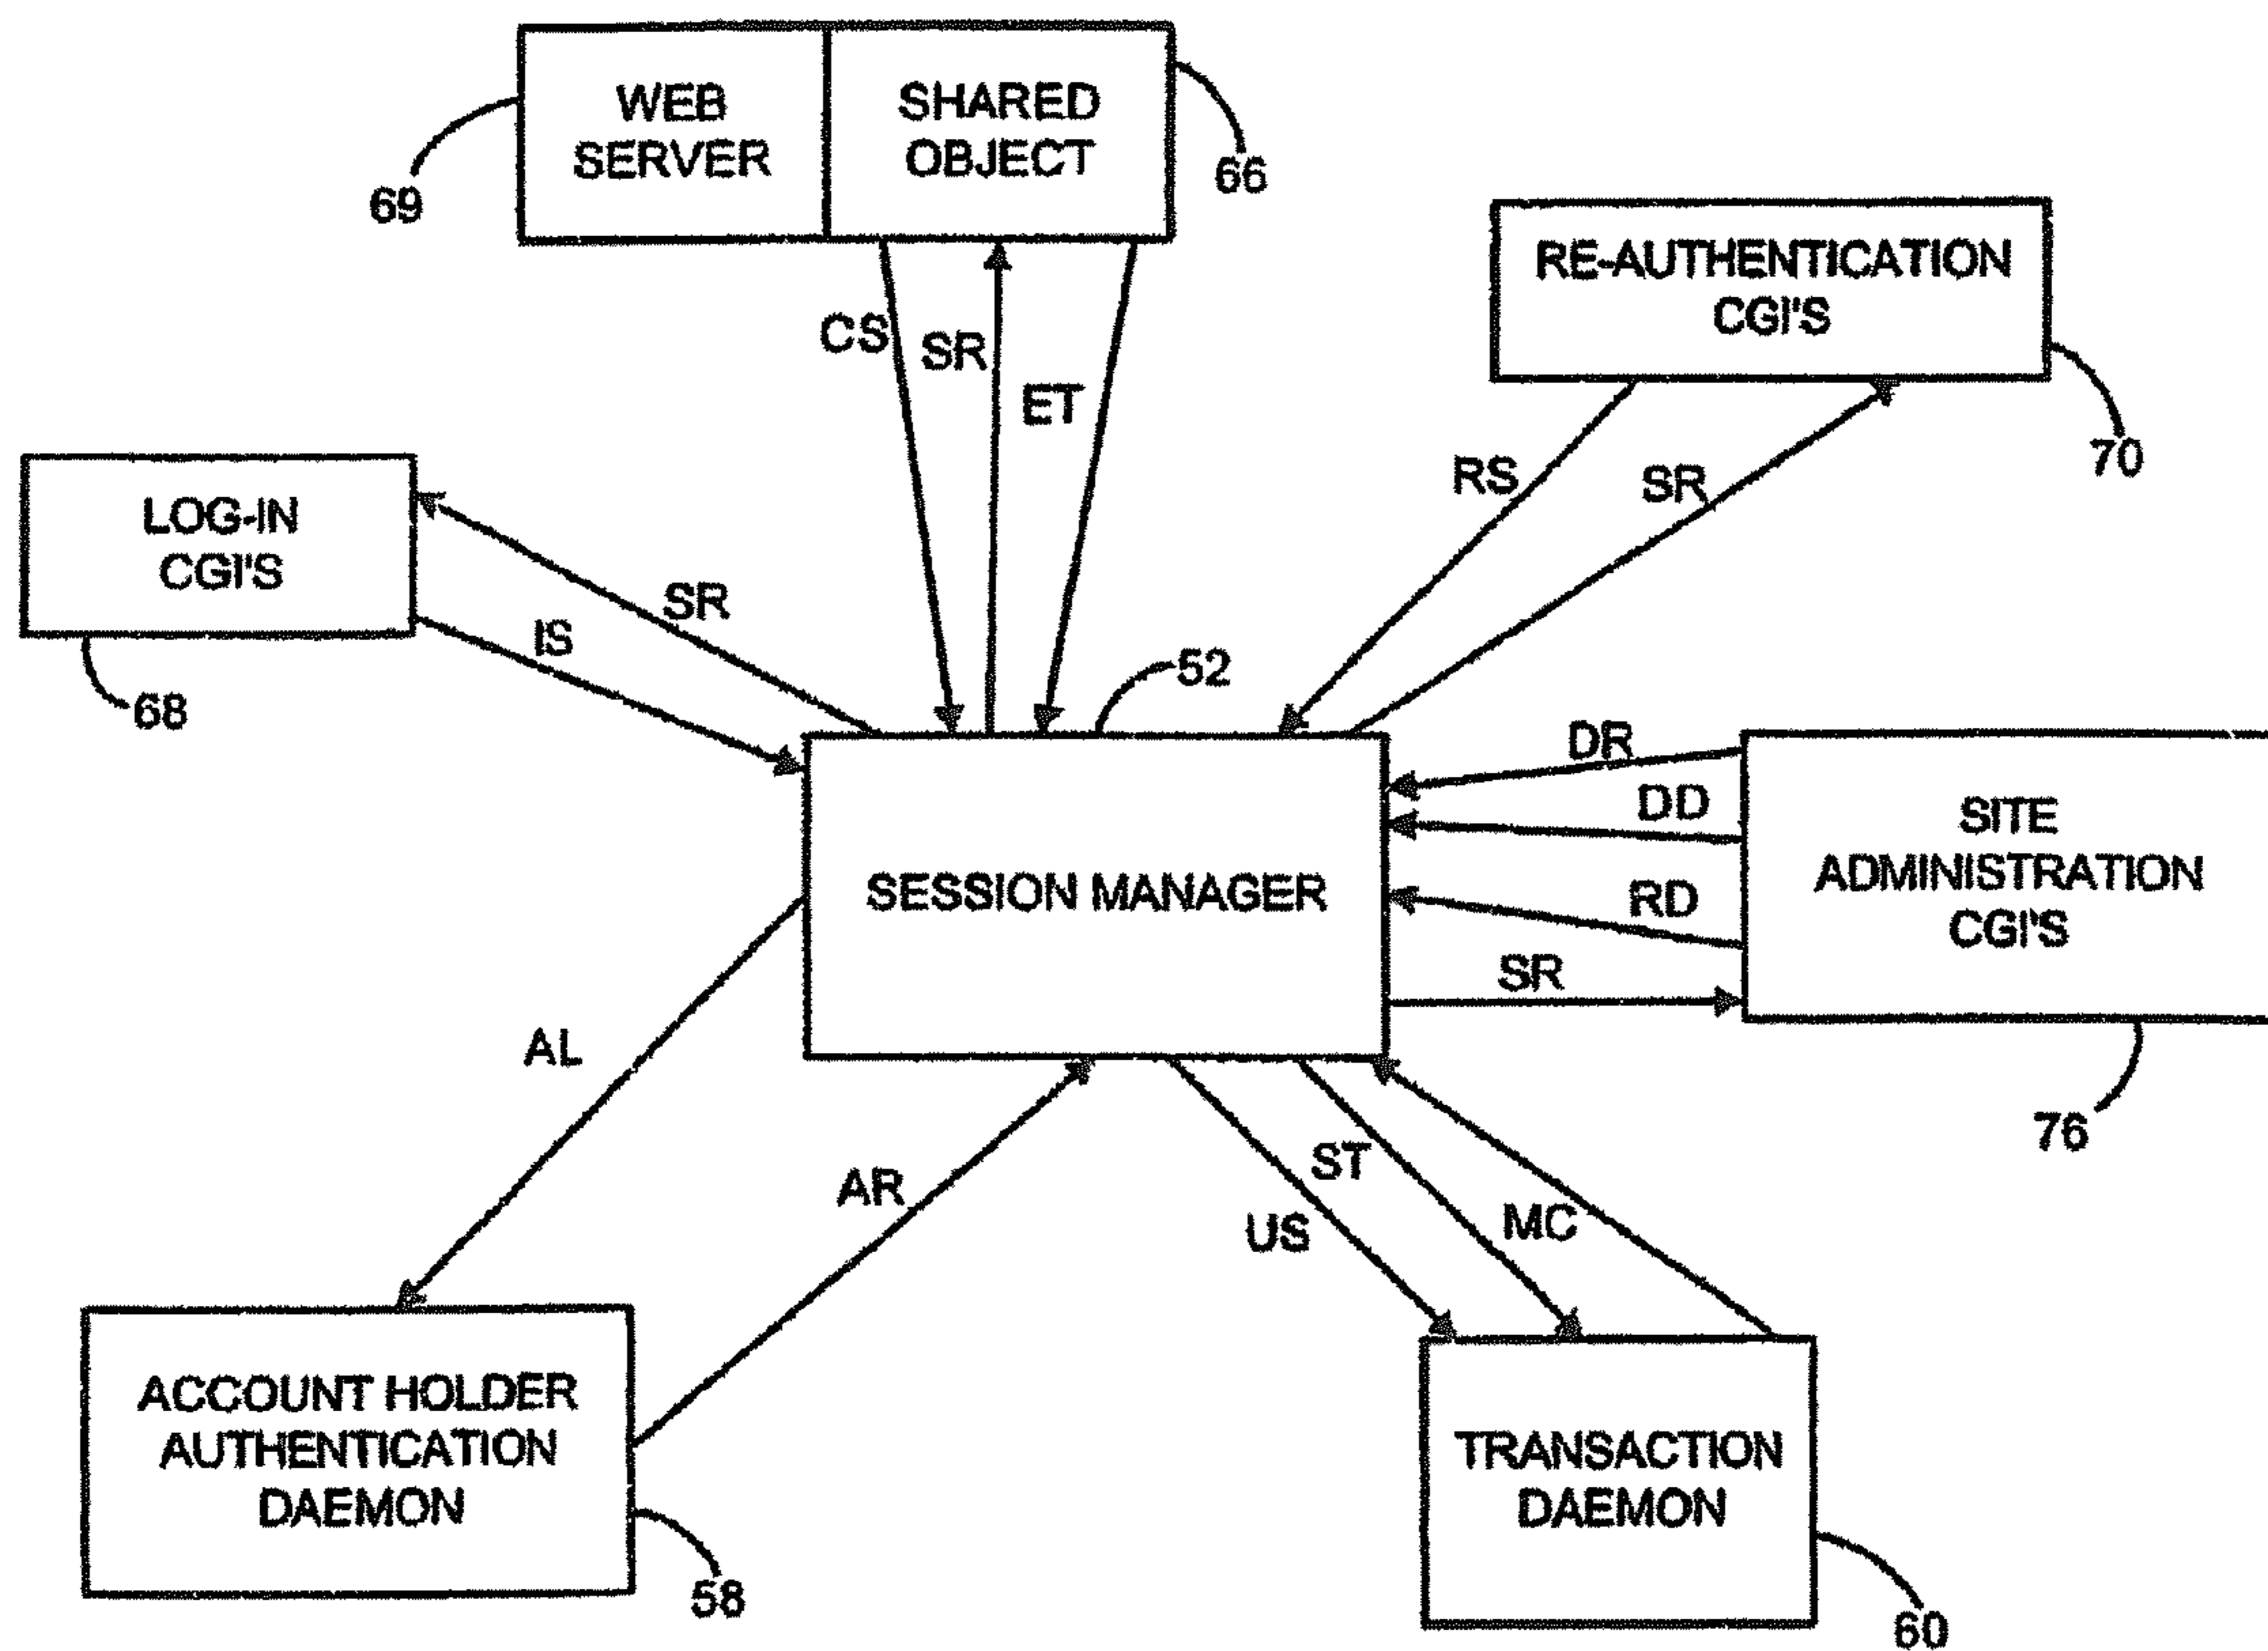 WEB
SERVER
SHARED
OBJECT
69
66
RE-AUTHENTICATION
CGI'S
70
CS
SR
ET
RS
SR
LOG-IN
CGI'S
68
SR
IS
52
SESSION MANAGER
DR
DD
RD
SR
SITE
ADMINISTRATION
CGI'S
76
AL
AR
US
ST
MC
ACCOUNT HOLDER
AUTHENTICATION
DAEMON
58
TRANSACTION
DAEMON
60